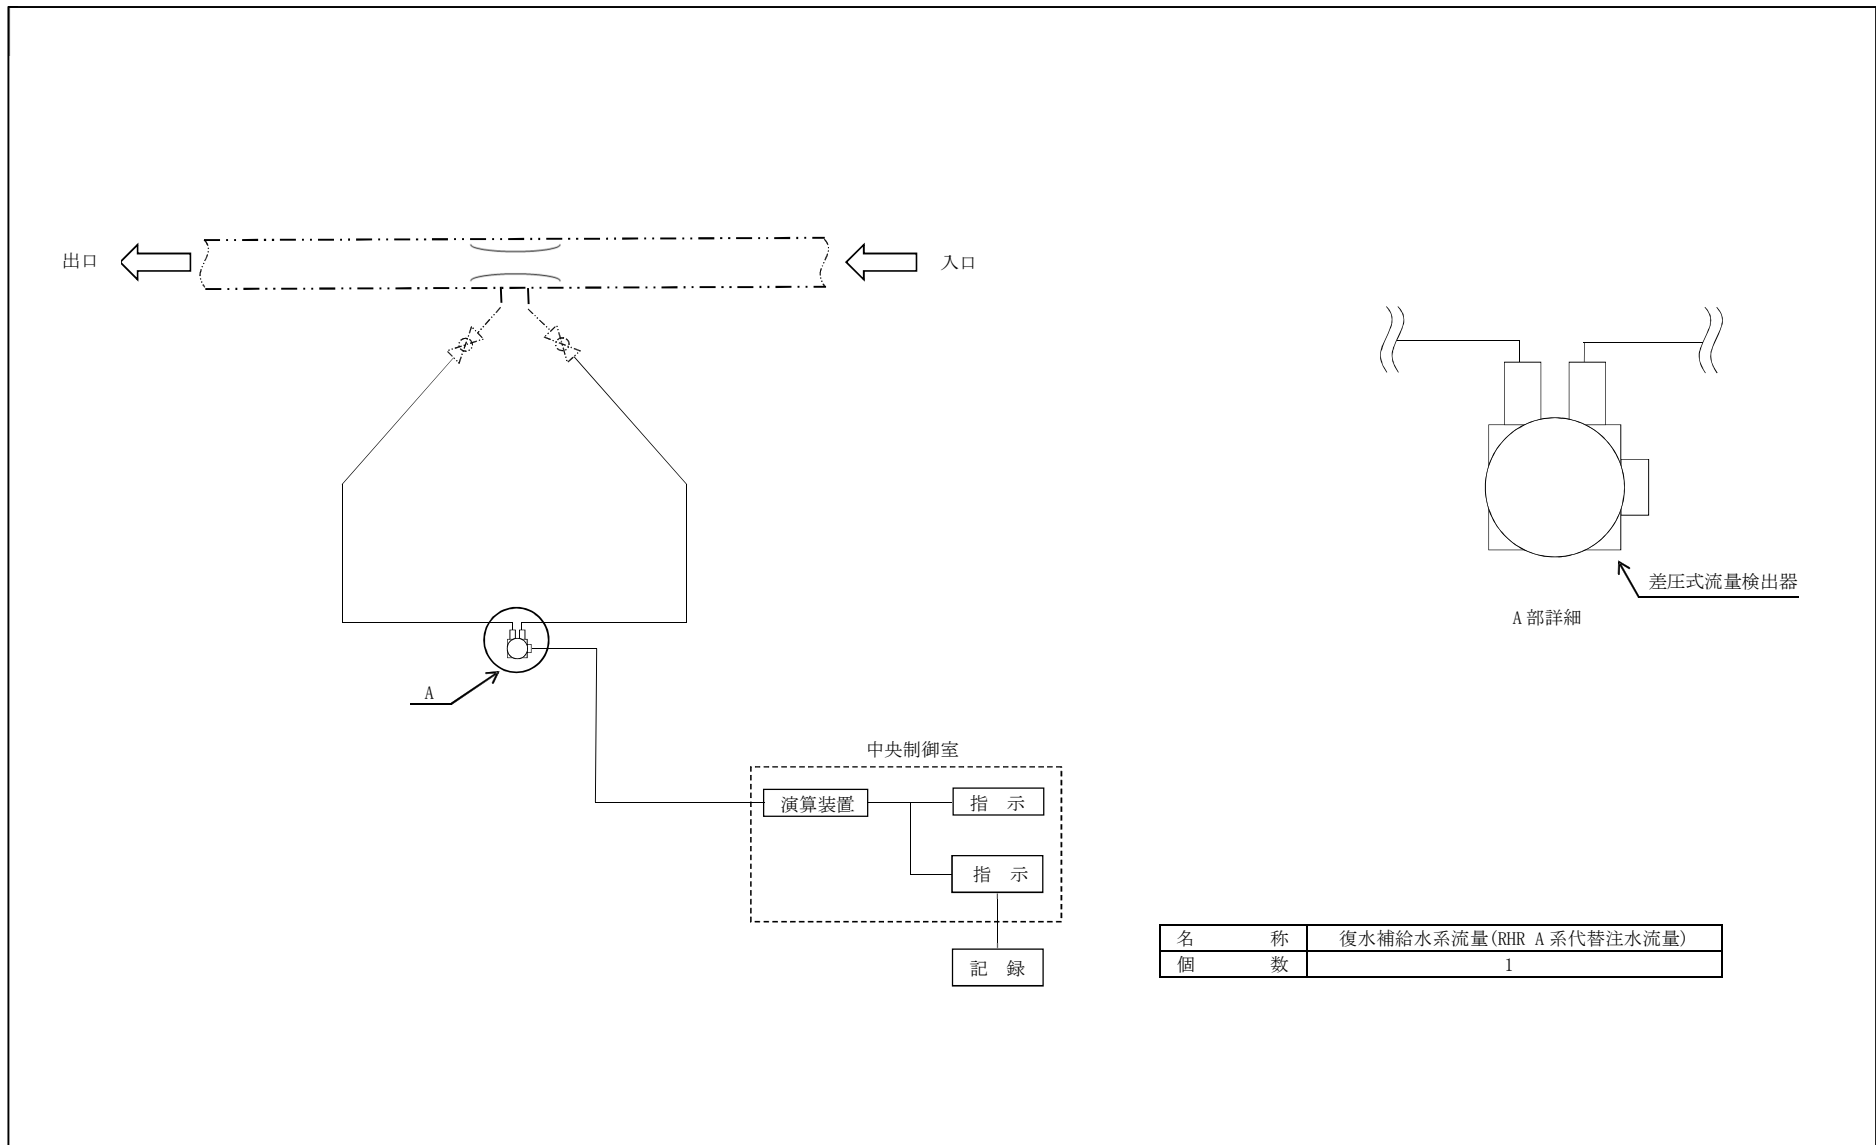 出口
入口
差圧式流量検出器
A 部詳細
A
中央制御室
演算装置
指 示
指 示
記 録
名 称 復水補給水系流量(RHR A 系代替注水流量)
個 数 1